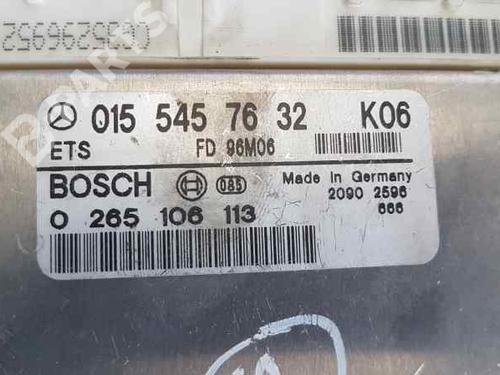 015 545 76 32 K06
ETS FD 96M06
BOSCH 085 Made in Germany
2090 2596
0 265 106 113 666